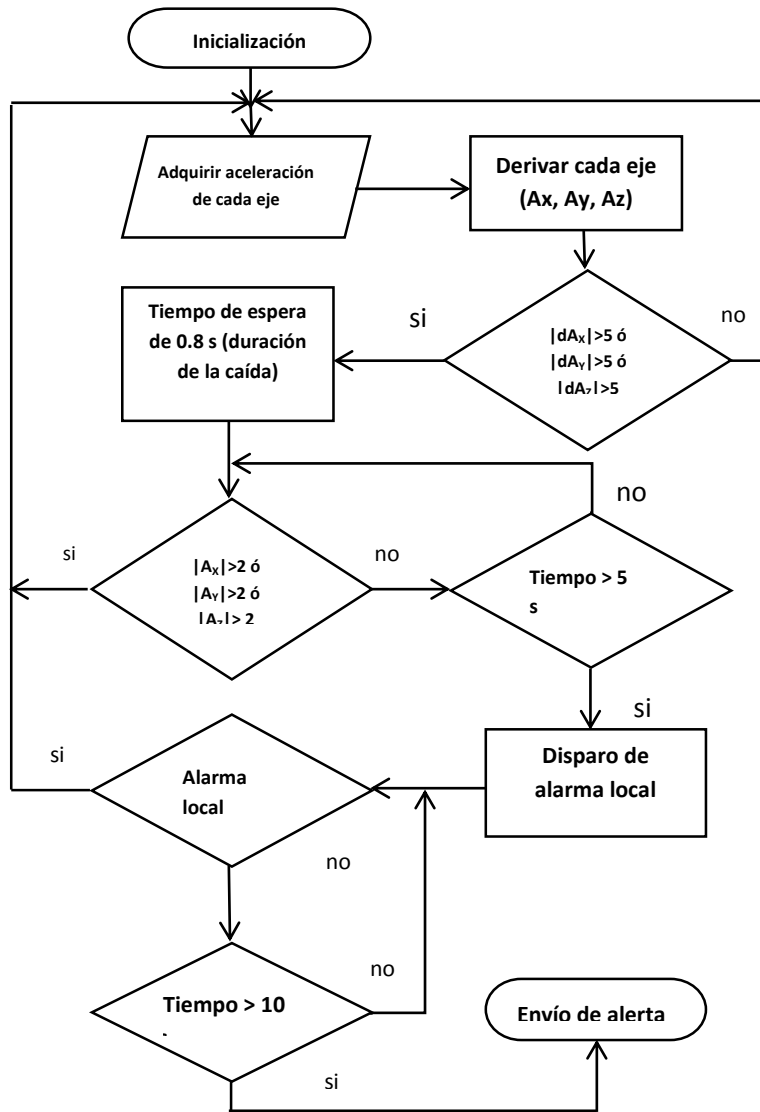 Inicialización
Adquirir aceleración
de cada eje
Derivar cada eje
(Ax, Ay, Az)
|dAX|>5 ó
|dAY|>5 ó
|dAZ|>5
si
no
Tiempo de espera
de 0.8 s (duración
de la caída)
|AX|>2 ó
|AY|>2 ó
|AZ|> 2
si
no
Tiempo > 5
s
no
si
Disparo de
alarma local
Alarma
local
si
no
Tiempo > 10
no
si
Envío de alerta